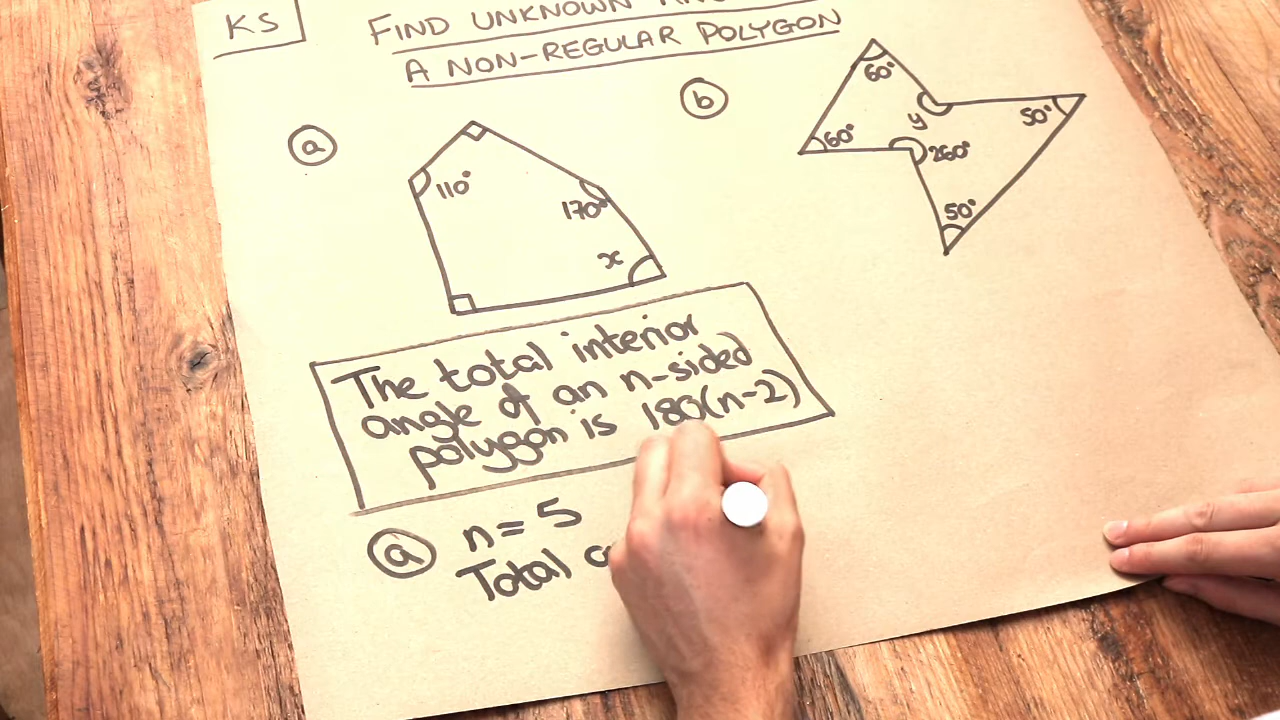 KS
FIND UNKNOWN
A NON-REGULAR POLYGON
a
110°
170°
x
b
60°
60°
y
50°
260°
50°
The total interior
angle of an n-sided
polygon is 180(n-2)
a n = 5
Total